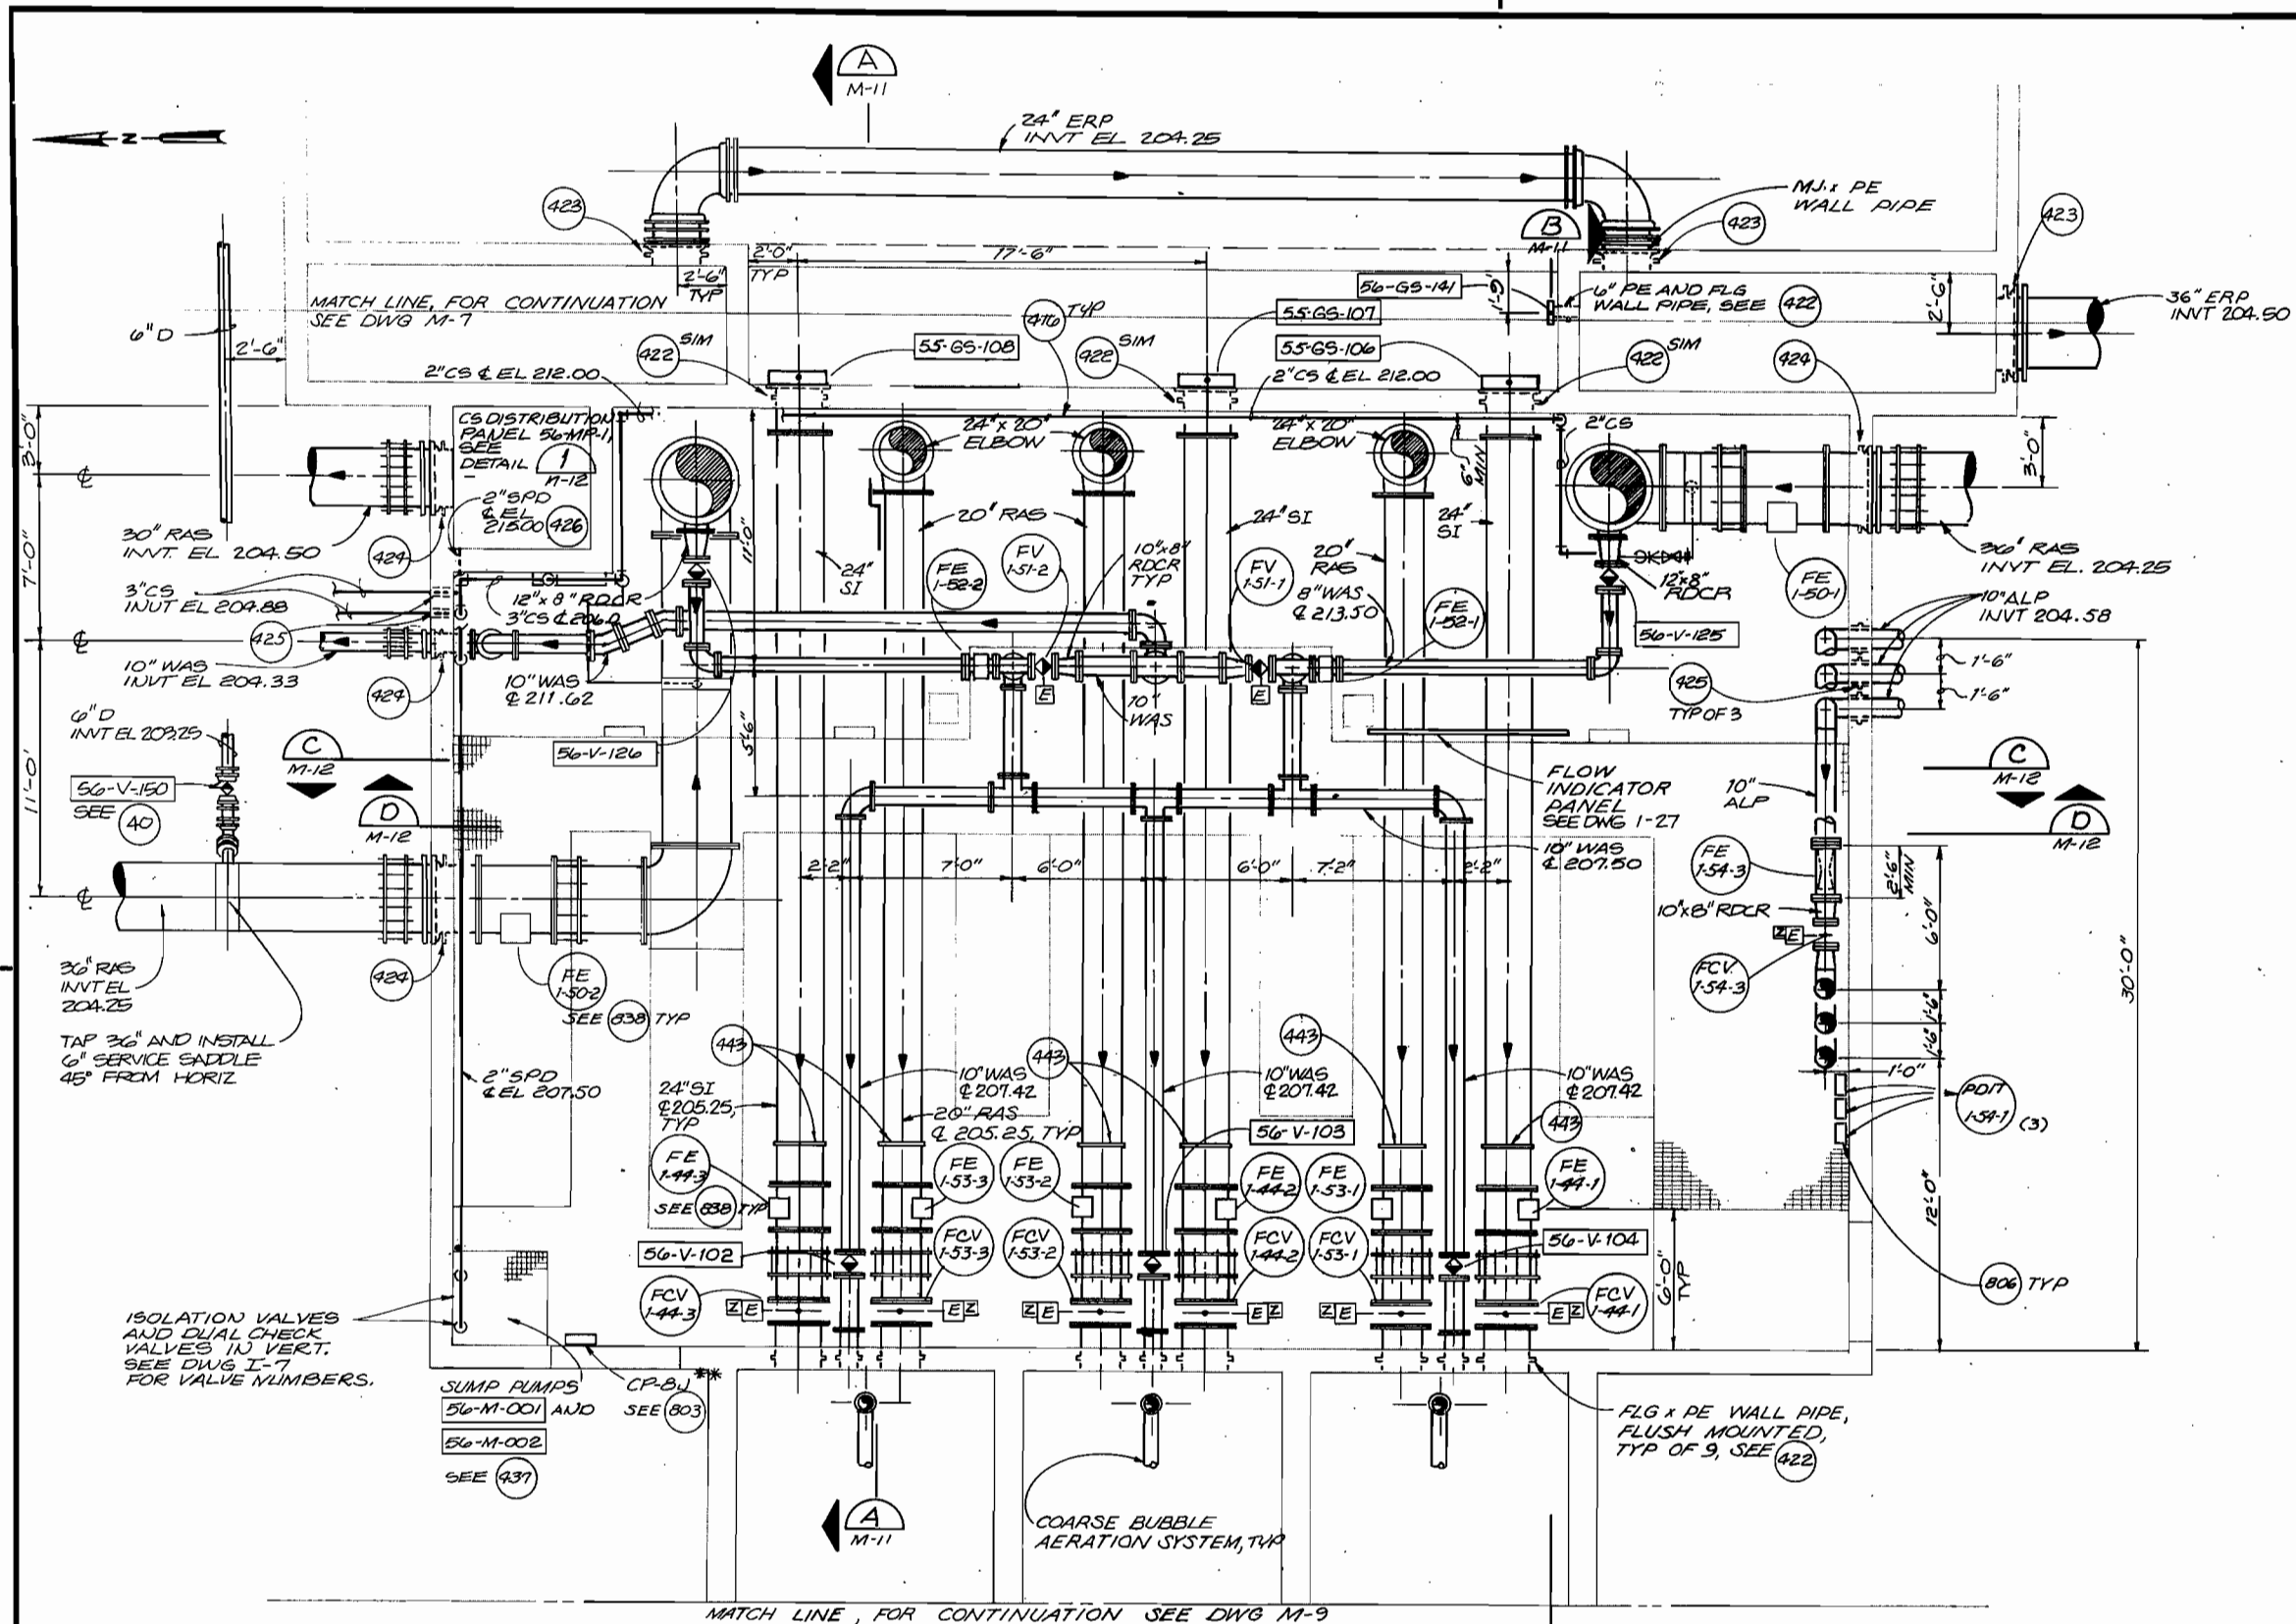 A
M-11
N
24" ERP
INVT EL 204.25
423
MJ x PE
WALL PIPE
B
M-11
423
423
2'-0"
TYP
17'-6"
2'-6"
TYP
1'-9"
2'-6"
36" ERP
INVT 204.50
MATCH LINE, FOR CONTINUATION
SEE DWG M-7
6" D
2'-6"
56-GS-141
6" PE AND FLG
WALL PIPE, SEE 422
TYP
55-GS-107
55-GS-108
55-GS-106
422 SIM
422 SIM
422 SIM
424
2" CS ℄ EL 212.00
2" CS ℄ EL 212.00
CS DISTRIBUTION
PANEL 56-MP-1,
SEE
DETAIL 1
M-12
24" x 20"
ELBOW
24" x 20"
ELBOW
6"
MIN
2" CS
3'-0"
3'-0"
℄
2" SPD
℄ EL
215.00 426
30" RAS
INVT. EL 204.50
424
7'-0"
11'-0"
20" RAS
24" SI
24"
SI
24"
SI
20"
RAS
8" WAS
℄ 213.50
10"x8"
RDCR
TYP
FE
1-52-2
FV
1-51-2
FV
1-51-1
FE
1-52-1
12"x8"
RDCR
FE
1-50-1
36" RAS
INVT EL. 204.25
10" ALP
INVT 204.58
3" CS
INVT EL 204.88
12" x 8" RDCR
3" CS ℄ 206.0
425
56-V-125
1'-6"
1'-6"
℄
10" WAS
INVT EL 204.33
424
10" WAS
℄ 211.62
E
10"
WAS
E
425
TYP OF 3
6" D
INVT EL 203.25
C
M-12
56-V-126
5'-6"
56-V-150
SEE 40
D
M-12
11'-0'
FLOW
INDICATOR
PANEL
SEE DWG 1-27
10"
ALP
C
M-12
D
M-12
10" WAS
℄ 207.50
2'-2"
7'-0"
6'-0"
6'-0"
7'-2"
2'-2"
FE
1-54-3
2'-6"
MIN
10"x8" RDCR
6'-0"
℄
Z E
FCV
1-54-3
36" RAS
INVT EL
204.25
424
FE
1-50-2
SEE 838 TYP
1'-6"
1'-6"
30'-0"
TAP 36" AND INSTALL
6" SERVICE SADDLE
45° FROM HORIZ
2" SPD
℄ EL 207.50
443
443
443
24" SI
℄ 205.25,
TYP
10" WAS
℄ 207.42
20" RAS
℄ 205.25, TYP
10" WAS
℄ 207.42
10" WAS
℄ 207.42
1'-0"
PDIT
1-54-1 (3)
443
56-V-103
FE
1-44-3
SEE 838 TYP
FE
1-53-3
FE
1-53-2
FE
1-44-2
FE
1-53-1
FE
1-44-1
12'-0"
56-V-102
FCV
1-53-3
FCV
1-53-2
FCV
1-44-2
FCV
1-53-1
56-V-104
6'-0"
TYP
806 TYP
FCV
1-44-3
Z E
E Z
Z E
E Z
Z E
E Z
FCV
1-44-1
ISOLATION VALVES
AND DUAL CHECK
VALVES IN VERT.
SEE DWG I-7
FOR VALVE NUMBERS.
SUMP PUMPS
56-M-001 AND
56-M-002
SEE 437
CP-8J **
SEE 803
FLG x PE WALL PIPE,
FLUSH MOUNTED,
TYP OF 9, SEE 422
A
M-11
COARSE BUBBLE
AERATION SYSTEM, TYP
MATCH LINE, FOR CONTINUATION SEE DWG M-9